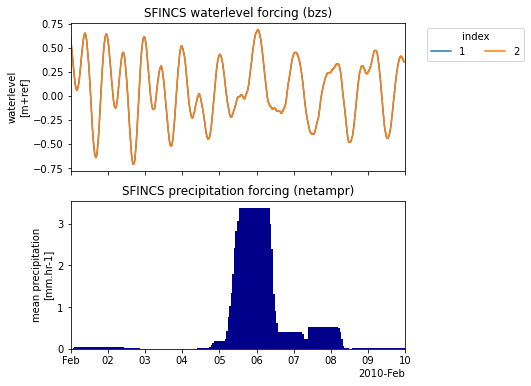 SFINCS waterlevel forcing (bzs)
waterlevel
[m+ref]
0.75
0.50
0.25
0.00
−0.25
−0.50
−0.75
index
1 2
SFINCS precipitation forcing (netampr)
mean precipitation
[mm.hr-1]
3
2
1
0
Feb 02 03 04 05 06 07 08 09 10
2010-Feb